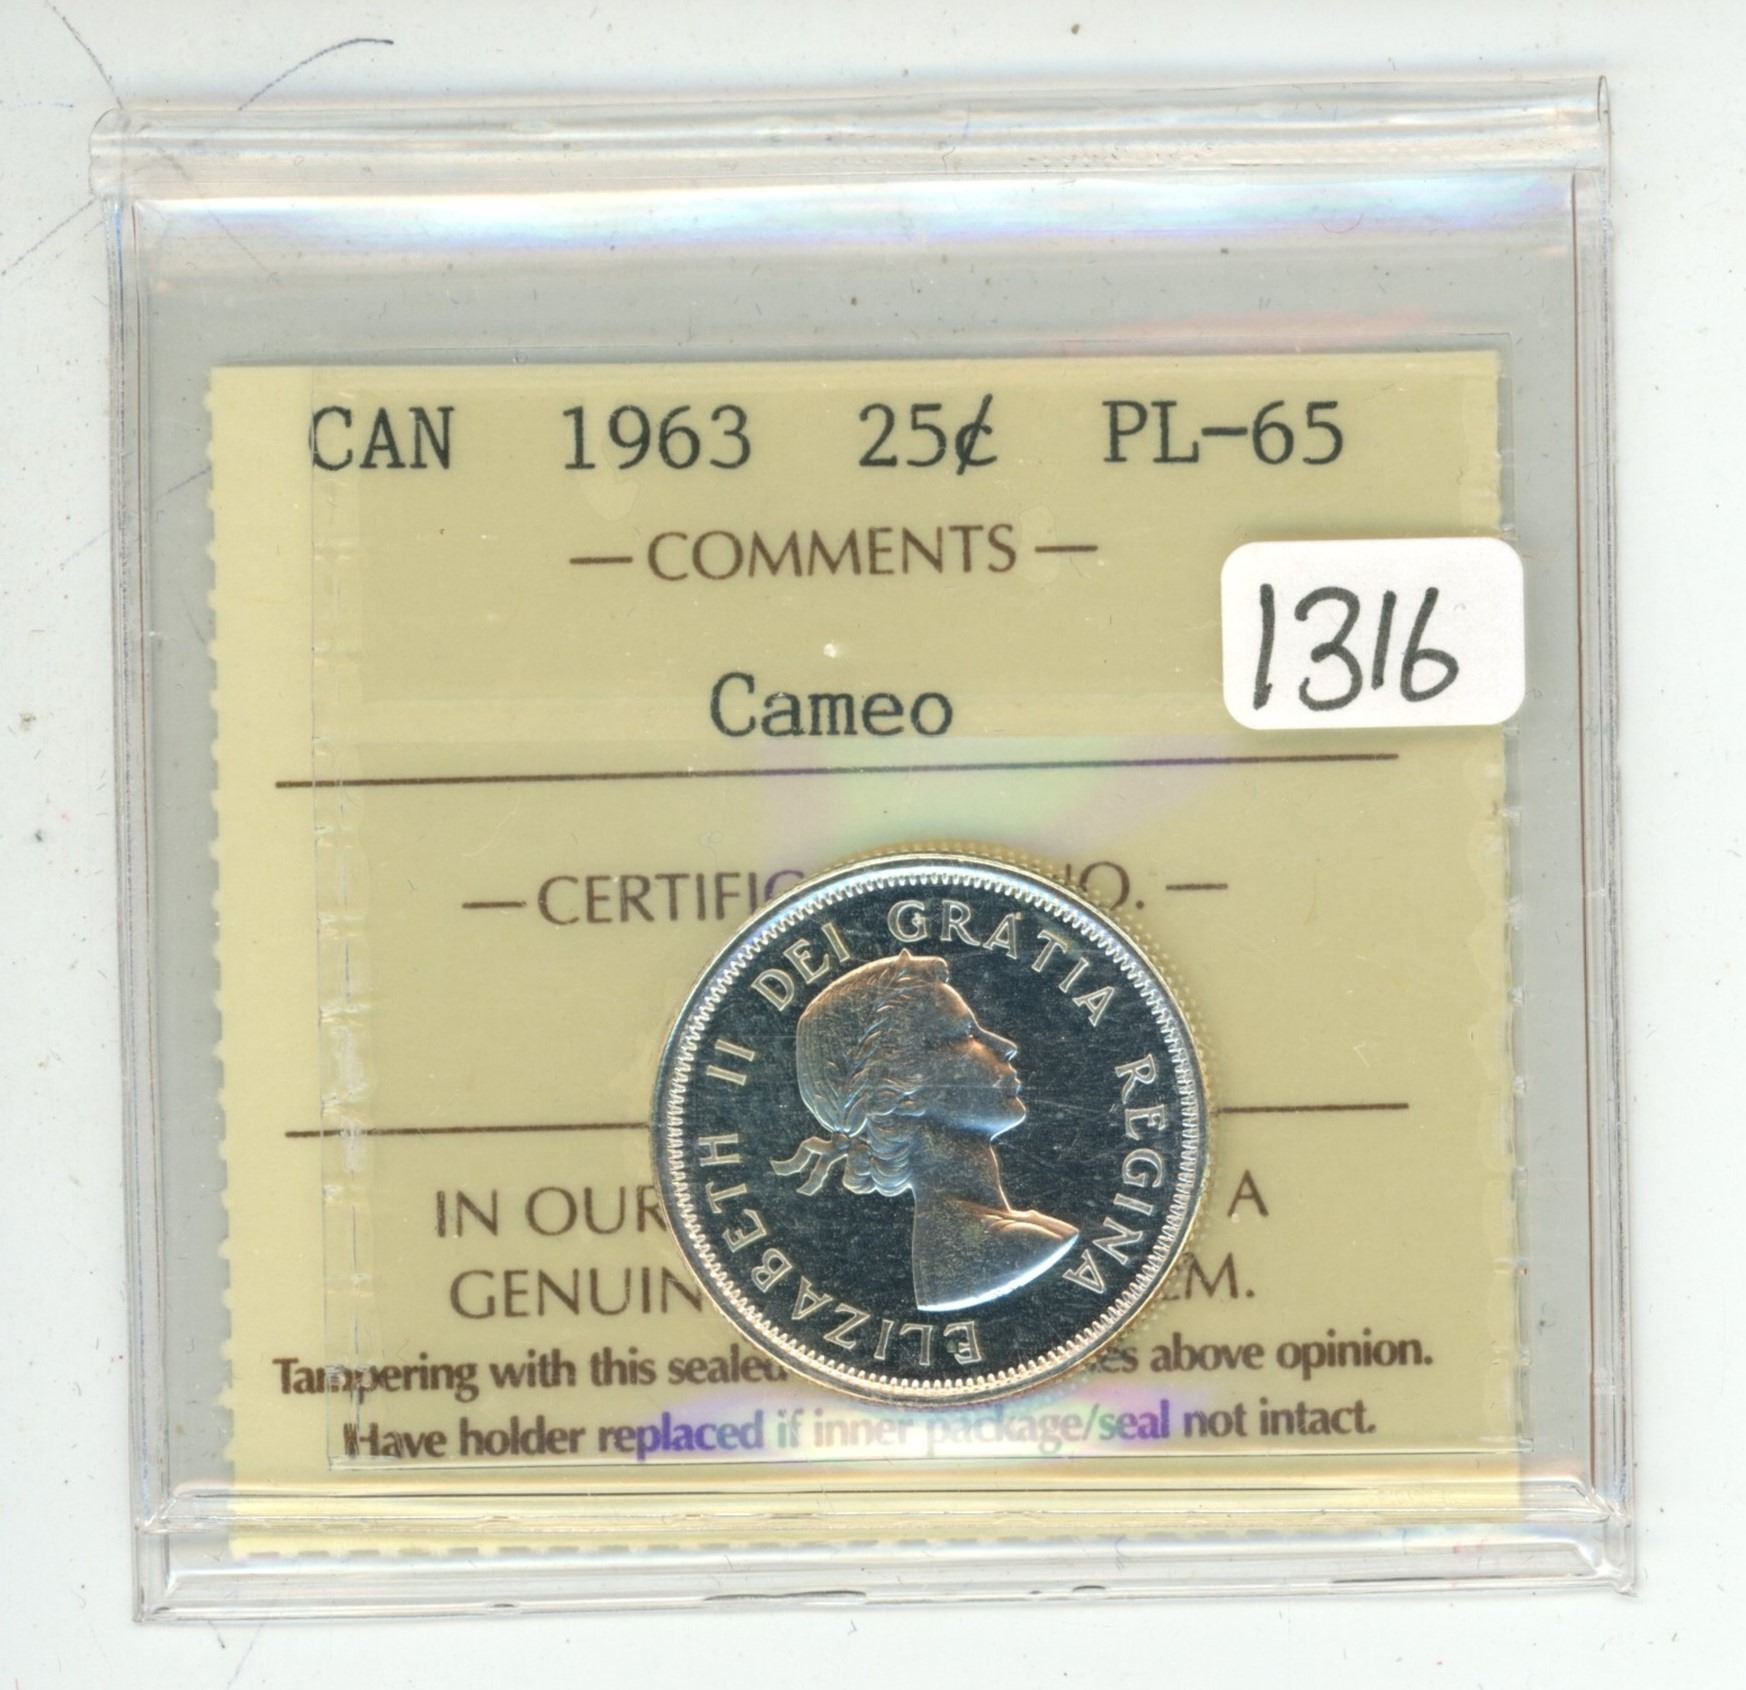 CAN 1963 25¢ PL-65
— COMMENTS —
1316
Cameo
— CERTIFIC NO. —
ELIZABETH II DEI GRATIA REGINA
IN OUR A
GENUIN EM.
Tampering with this sealed es above opinion.
Have holder replaced if inner package/seal not intact.